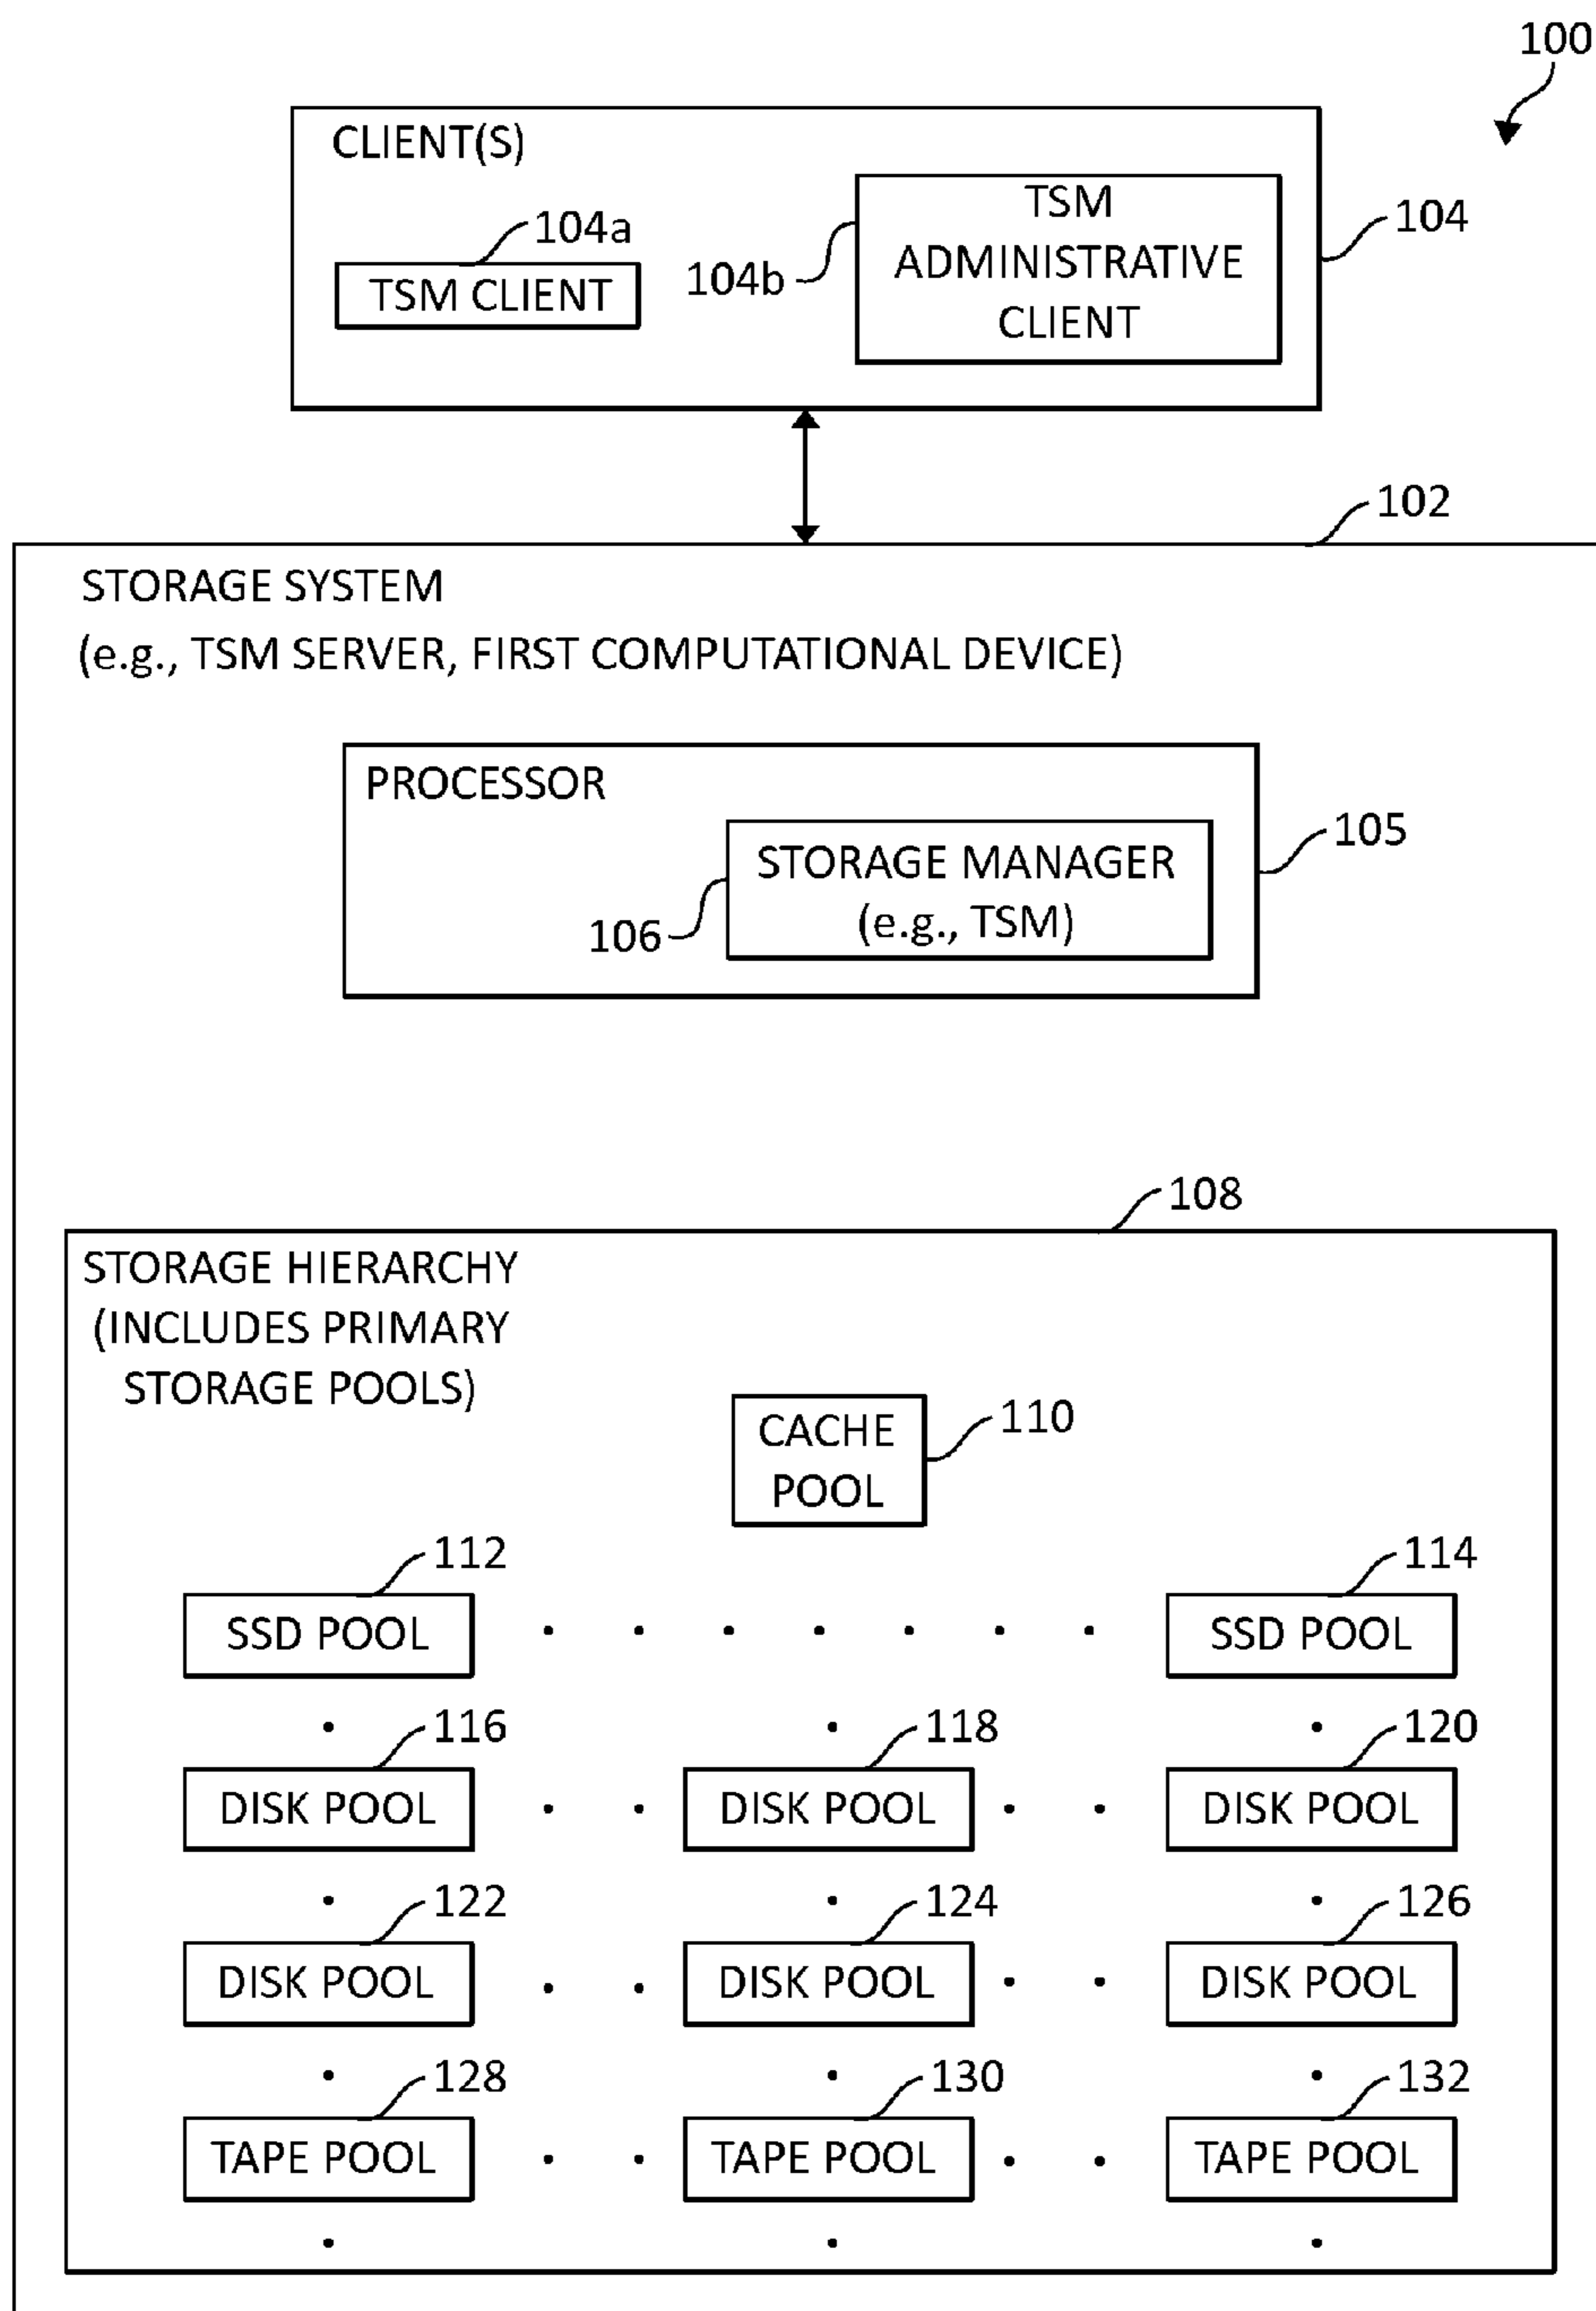 100
CLIENT(S)
104a
TSM CLIENT
104b
TSM
ADMINISTRATIVE
CLIENT
104
102
STORAGE SYSTEM
(e.g., TSM SERVER, FIRST COMPUTATIONAL DEVICE)
PROCESSOR
105
STORAGE MANAGER
(e.g., TSM)
106
108
STORAGE HIERARCHY
(INCLUDES PRIMARY
STORAGE POOLS)
CACHE
POOL
110
112
114
SSD POOL
SSD POOL
116
118
120
DISK POOL
DISK POOL
DISK POOL
122
124
126
DISK POOL
DISK POOL
DISK POOL
128
130
132
TAPE POOL
TAPE POOL
TAPE POOL